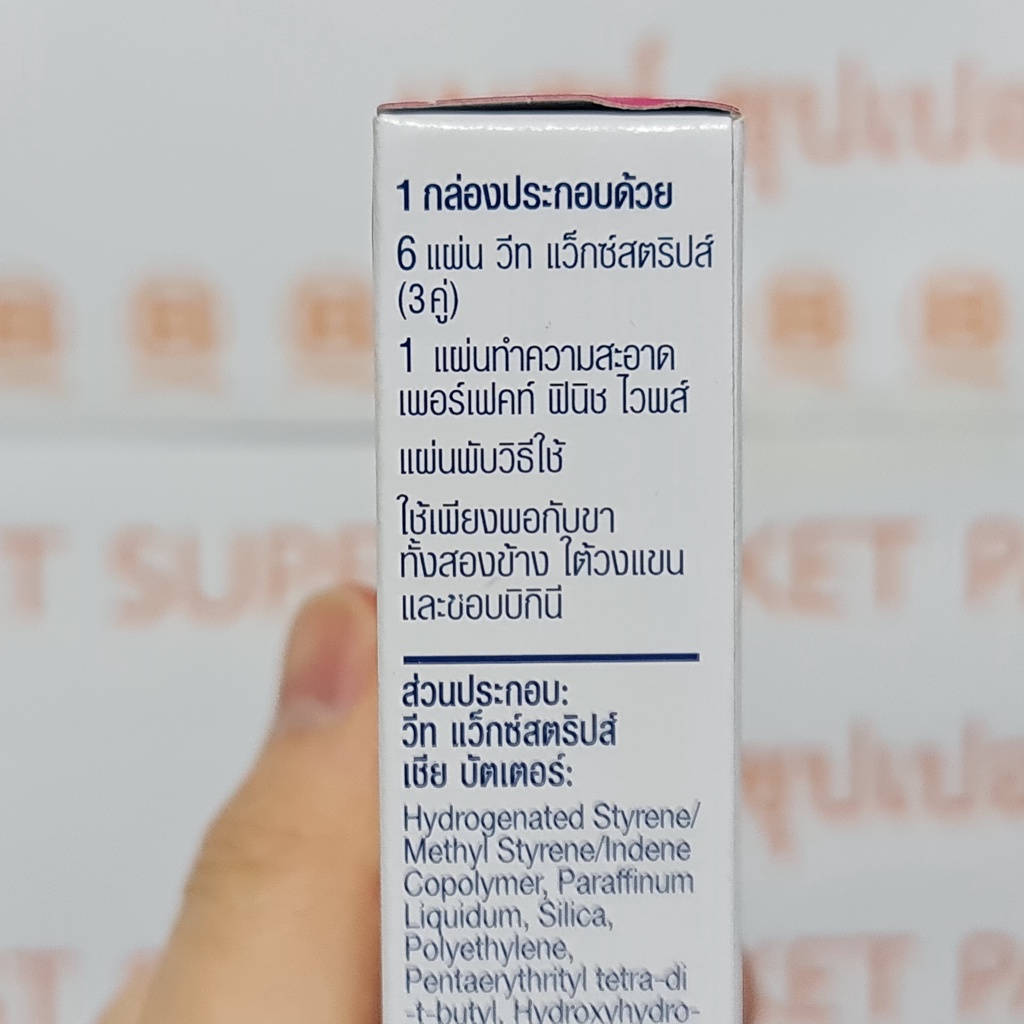 1 กล่องประกอบด้วย
6 แผ่น วีท แว็กซ์สตริปส์
(3คู่)
1 แผ่นทำความสะอาด
เพอร์เฟคท์ ฟินิช ไวพส์
แผ่นพับวิธีใช้
ใช้เพียงพอกับขา
ทั้งสองข้าง ใต้วงแขน
และขอบบิกินี
ส่วนประกอบ:
วีท แว็กซ์สตริปส์
เชีย บัตเตอร์:
Hydrogenated Styrene/
Methyl Styrene/Indene
Copolymer, Paraffinum
Liquidum, Silica,
Polyethylene,
Pentaerythrityl tetra-di
-t-butyl, Hydroxyhydro-